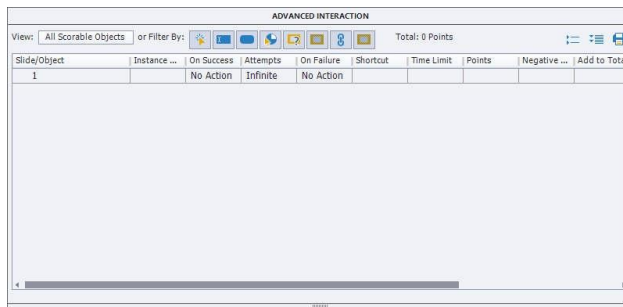 ADVANCED INTERACTION
View: All Scorable Objects or Filter By: Total: 0 Points
Slide/Object Instance ... On Success Attempts On Failure Shortcut Time Limit Points Negative ... Add to Tota
1 No Action Infinite No Action